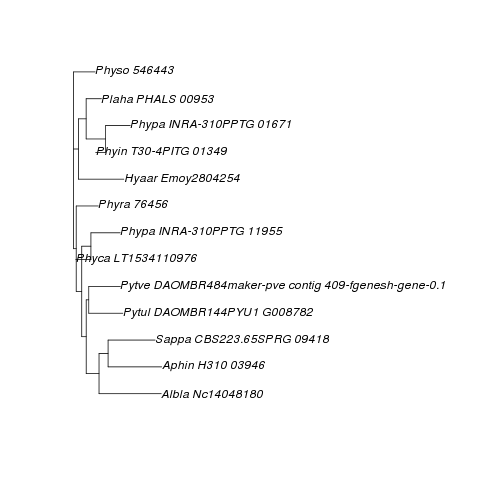 Physo 546443
Plaha PHALS 00953
Phypa INRA-310PPTG 01671
Phyin T30-4PITG 01349
Hyaar Emoy2804254
Phyra 76456
Phypa INRA-310PPTG 11955
Phyca LT1534110976
Pytve DAOMBR484maker-pve contig 409-fgenesh-gene-0.1
Pytul DAOMBR144PYU1 G008782
Sappa CBS223.65SPRG 09418
Aphin H310 03946
Albla Nc14048180